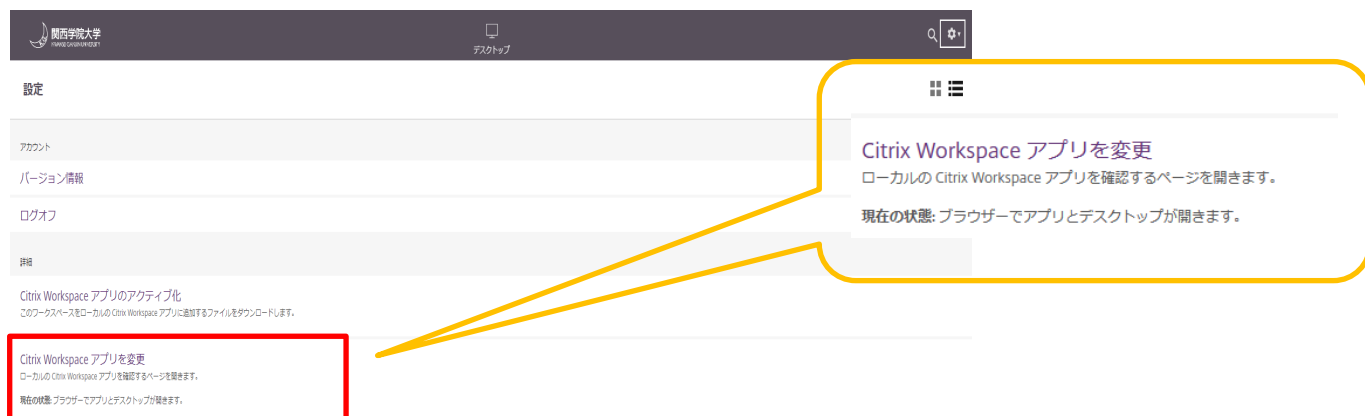 関西学院大学
KWANSEI GAKUIN UNIVERSITY
デスクトップ
設定
アカウント
バージョン情報
ログオフ
詳細
Citrix Workspace アプリのアクティブ化
このワークスペースをローカルの Citrix Workspace アプリに追加するファイルをダウンロードします。
Citrix Workspace アプリを変更
ローカルの Citrix Workspace アプリを確認するページを開きます。
現在の状態: ブラウザーでアプリとデスクトップが開きます。
Citrix Workspace アプリを変更
ローカルの Citrix Workspace アプリを確認するページを開きます。
現在の状態: ブラウザーでアプリとデスクトップが開きます。